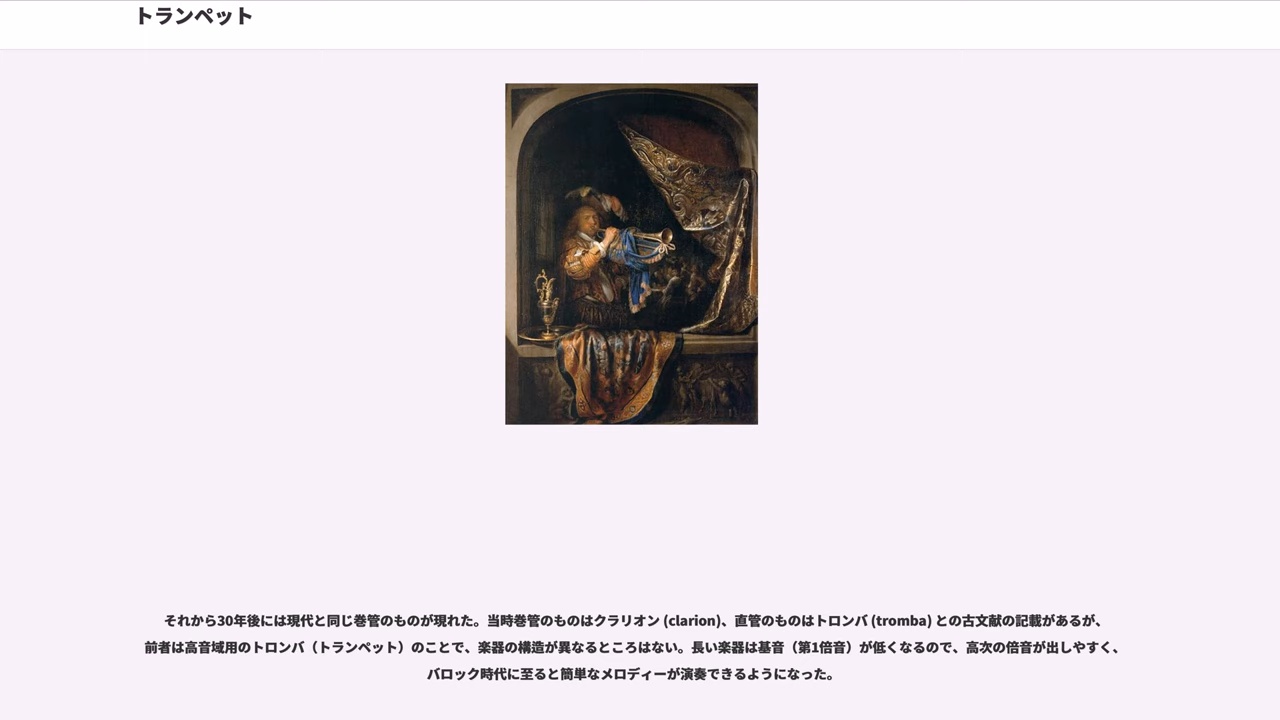 トランペット
それから30年後には現代と同じ巻管のものが現れた。当時巻管のものはクラリオン (clarion)、直管のものはトロンバ (tromba) との古文献の記載があるが、
前者は高音域用のトロンバ（トランペット）のことで、楽器の構造が異なるところはない。長い楽器は基音（第1倍音）が低くなるので、高次の倍音が出しやすく、
バロック時代に至ると簡単なメロディーが演奏できるようになった。